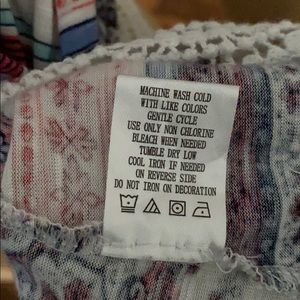 MACHINE WASH COLD
WITH LIKE COLORS
GENTLE CYCLE
USE ONLY NON CHLORINE
BLEACH WHEN NEEDED
TUMBLE DRY LOW
COOL IRON IF NEEDED
ON REVERSE SIDE
DO NOT IRON ON DECORATION